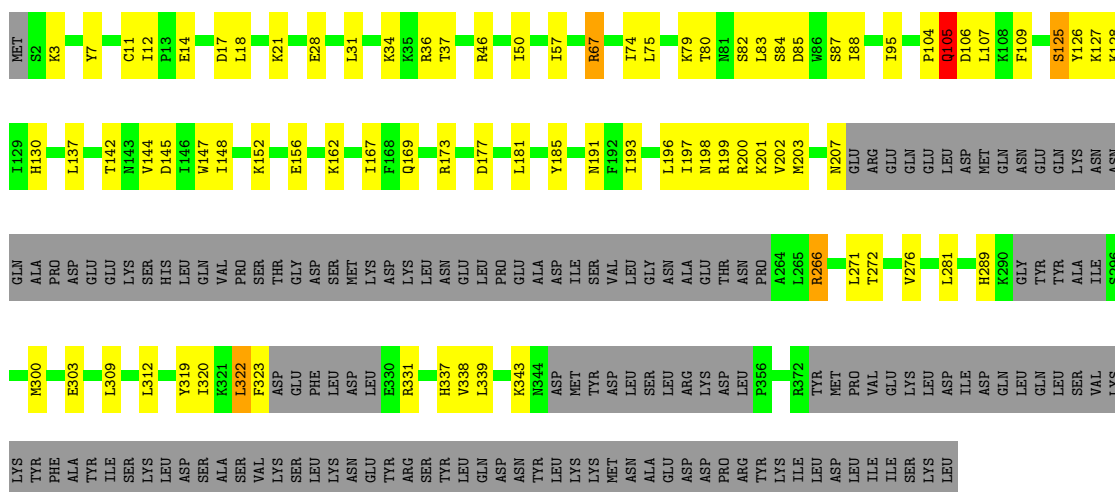 MET S2 K3 Y7 C11 I12 P13 E14 D17 L18 K21 E28 L31 K34 K35 R36 T37 R46 I50 I57 R67 I74 L75 K79 T80 N81 S82 L83 S84 D85 W86 S87 I88 I95 P104 Q105 D106 L107 K108 F109 S125 Y126 K127 K128
I129 H130 L137 T142 N143 V144 D145 I146 W147 I148 K152 E156 K162 I167 F168 Q169 R173 D177 L181 Y185 N191 F192 I193 L196 I197 N198 R199 R200 K201 V202 M203 N207 GLU ARG GLU GLN GLU LEU ASP MET GLN ASN GLU GLN LYS ASN ASN
GLN ALA PRO ASP GLU GLU LYS SER HIS LEU GLN VAL PRO SER THR GLY ASP SER MET LYS ASP LYS LEU ASN GLU LEU PRO GLU ALA ASP ILE SER VAL LEU GLY ASN ALA GLU THR ASN PRO A264 L265 R266 L271 T272 V276 L281 H289 K290 GLY TYR TYR ALA ILE S296
M300 E303 L309 L312 Y319 I320 K321 L322 F323 ASP GLU PHE LEU ASP LEU E330 R331 H337 V338 L339 K343 N344 ASP MET TYR ASP LEU SER LEU ARG LYS ASP LEU P356 R372 TYR MET PRO VAL GLU LYS LEU ASP ILE ASP GLN LEU GLN LEU SER VAL LYS
LYS TYR PHE ALA TYR ILE SER LYS LEU ASP SER ALA SER VAL LYS SER LEU LYS ASN GLU TYR ARG SER TYR LEU GLN ASP ASN TYR LEU LYS LYS MET ASN ALA GLU ASP ASP PRO ARG TYR LYS ILE LEU ASP LEU ILE ILE SER LYS LEU